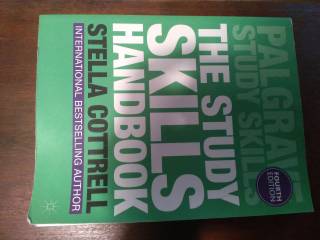 PALGRAVE
STUDY SKILLS
FOURTH
EDITION
THE STUDY
SKILLS
HANDBOOK
STELLA COTTRELL
INTERNATIONAL BESTSELLING AUTHOR